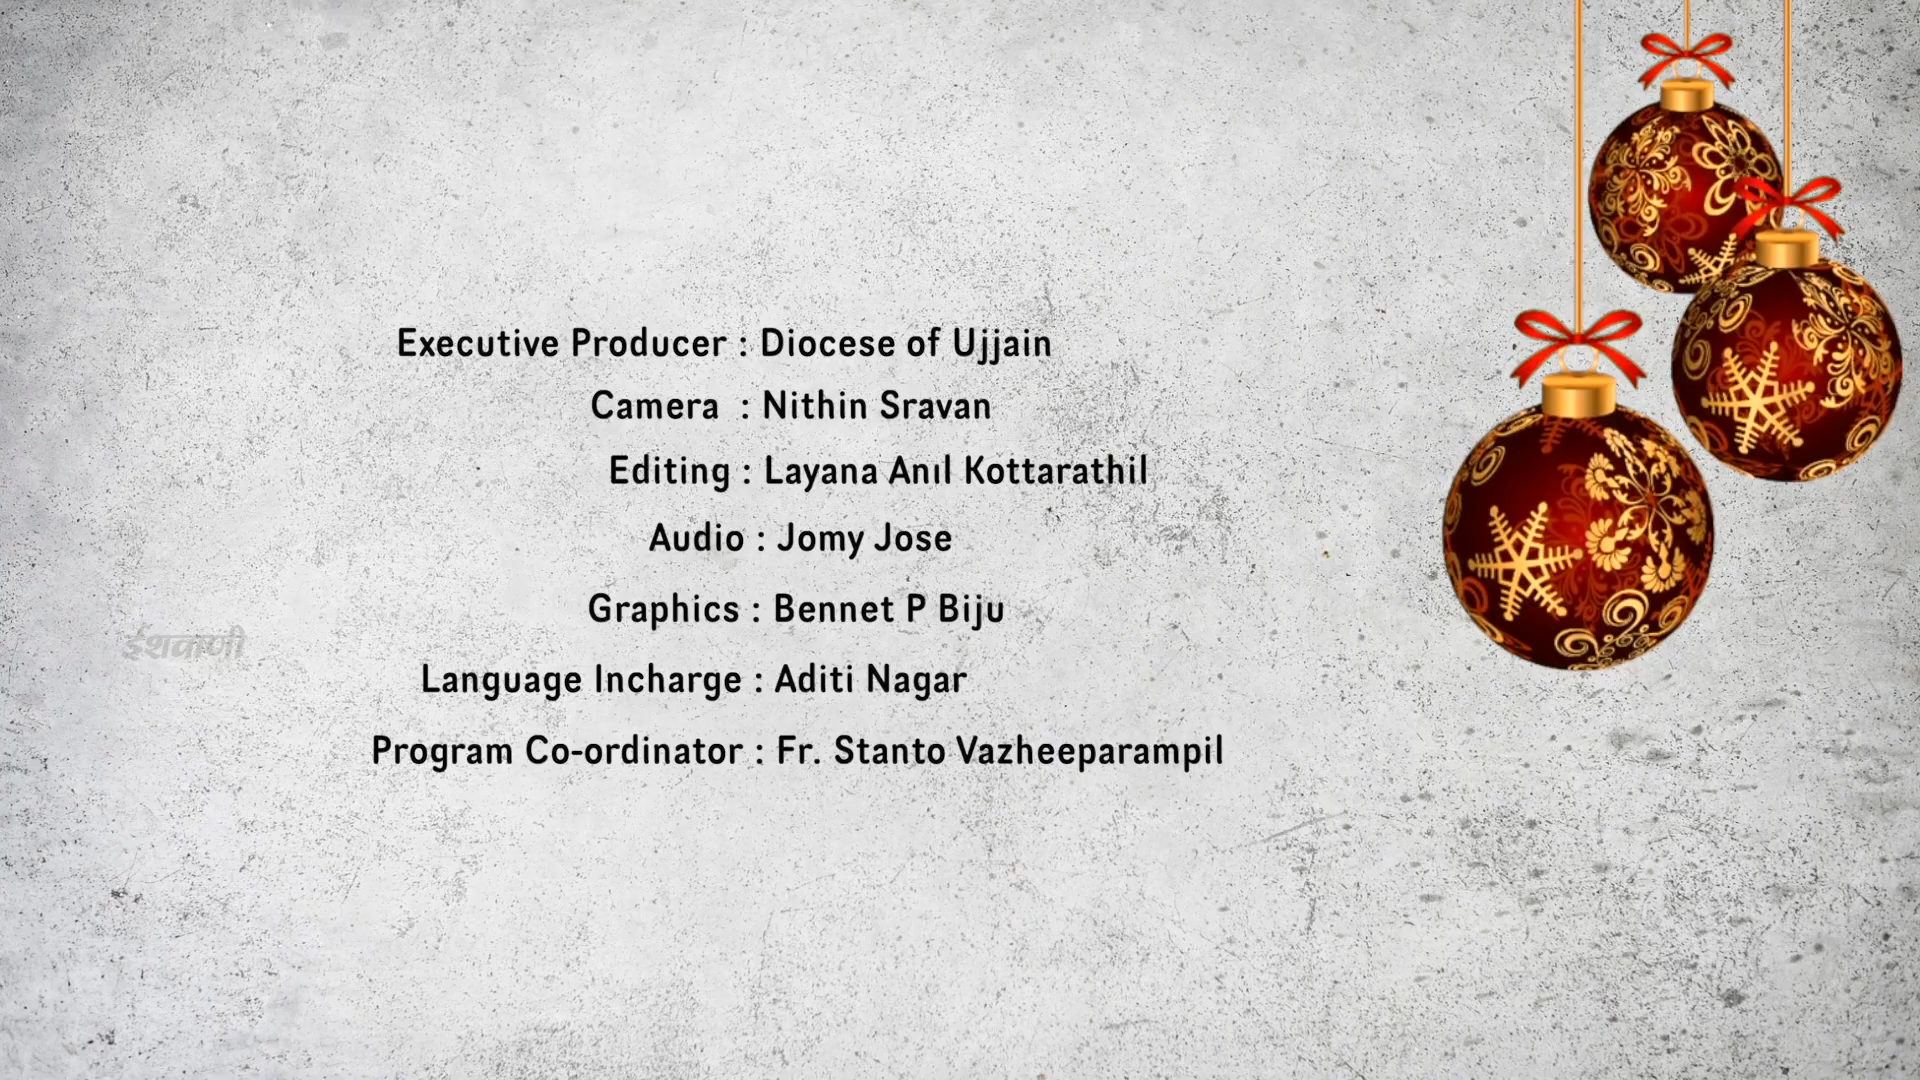 Executive Producer : Diocese of Ujjain
Camera : Nithin Sravan
Editing : Layana Anıl Kottarathil
Audio : Jomy Jose
Graphics : Bennet P Biju
ईशवाणी
Language Incharge : Aditi Nagar
Program Co-ordinator : Fr. Stanto Vazheeparampil